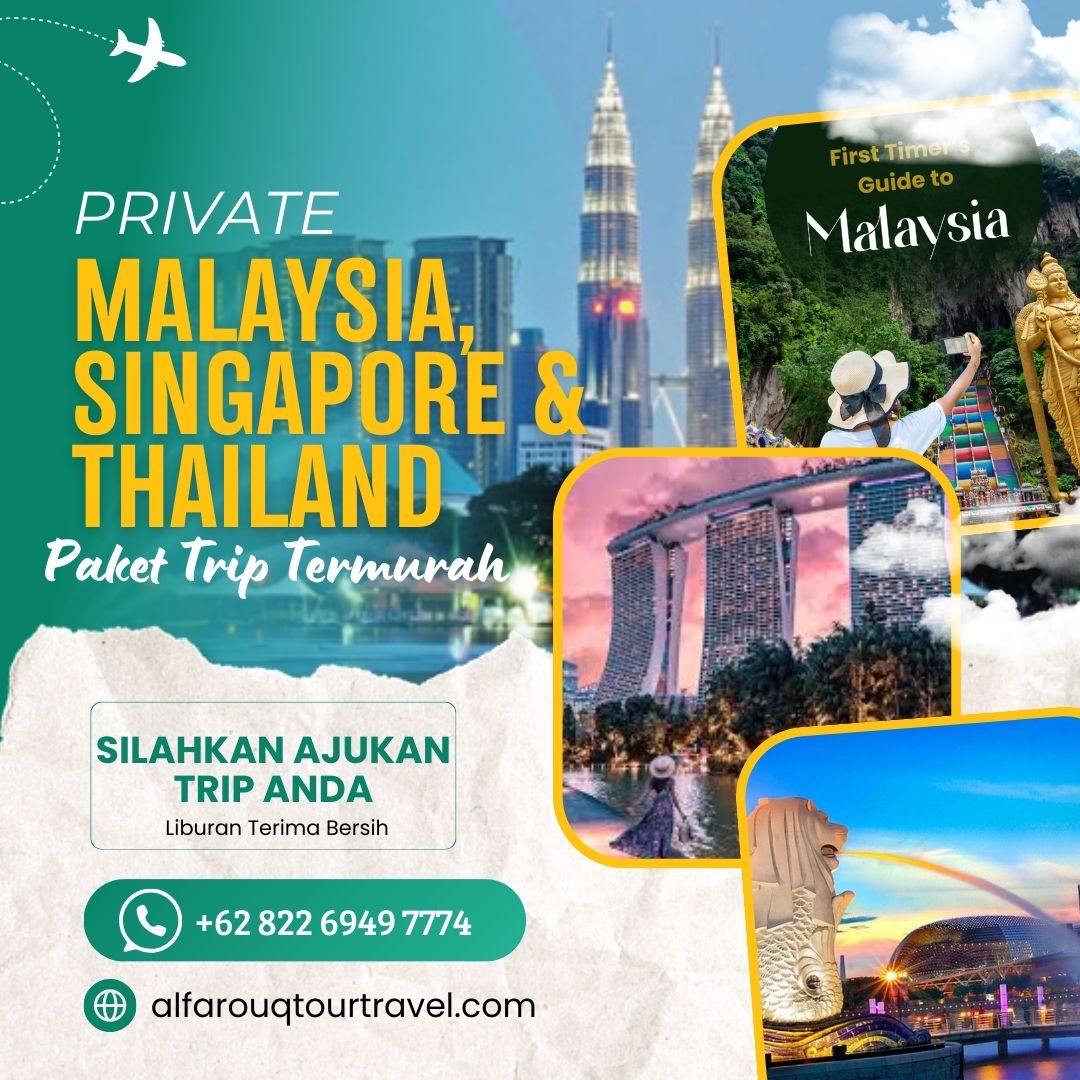 PRIVATE
MALAYSIA,
SINGAPORE &
THAILAND
Paket Trip Termurah
First Timer's
Guide to
Malaysia
SILAHKAN AJUKAN
TRIP ANDA
Liburan Terima Bersih
+62 822 6949 7774
alfarouqtourtravel.com